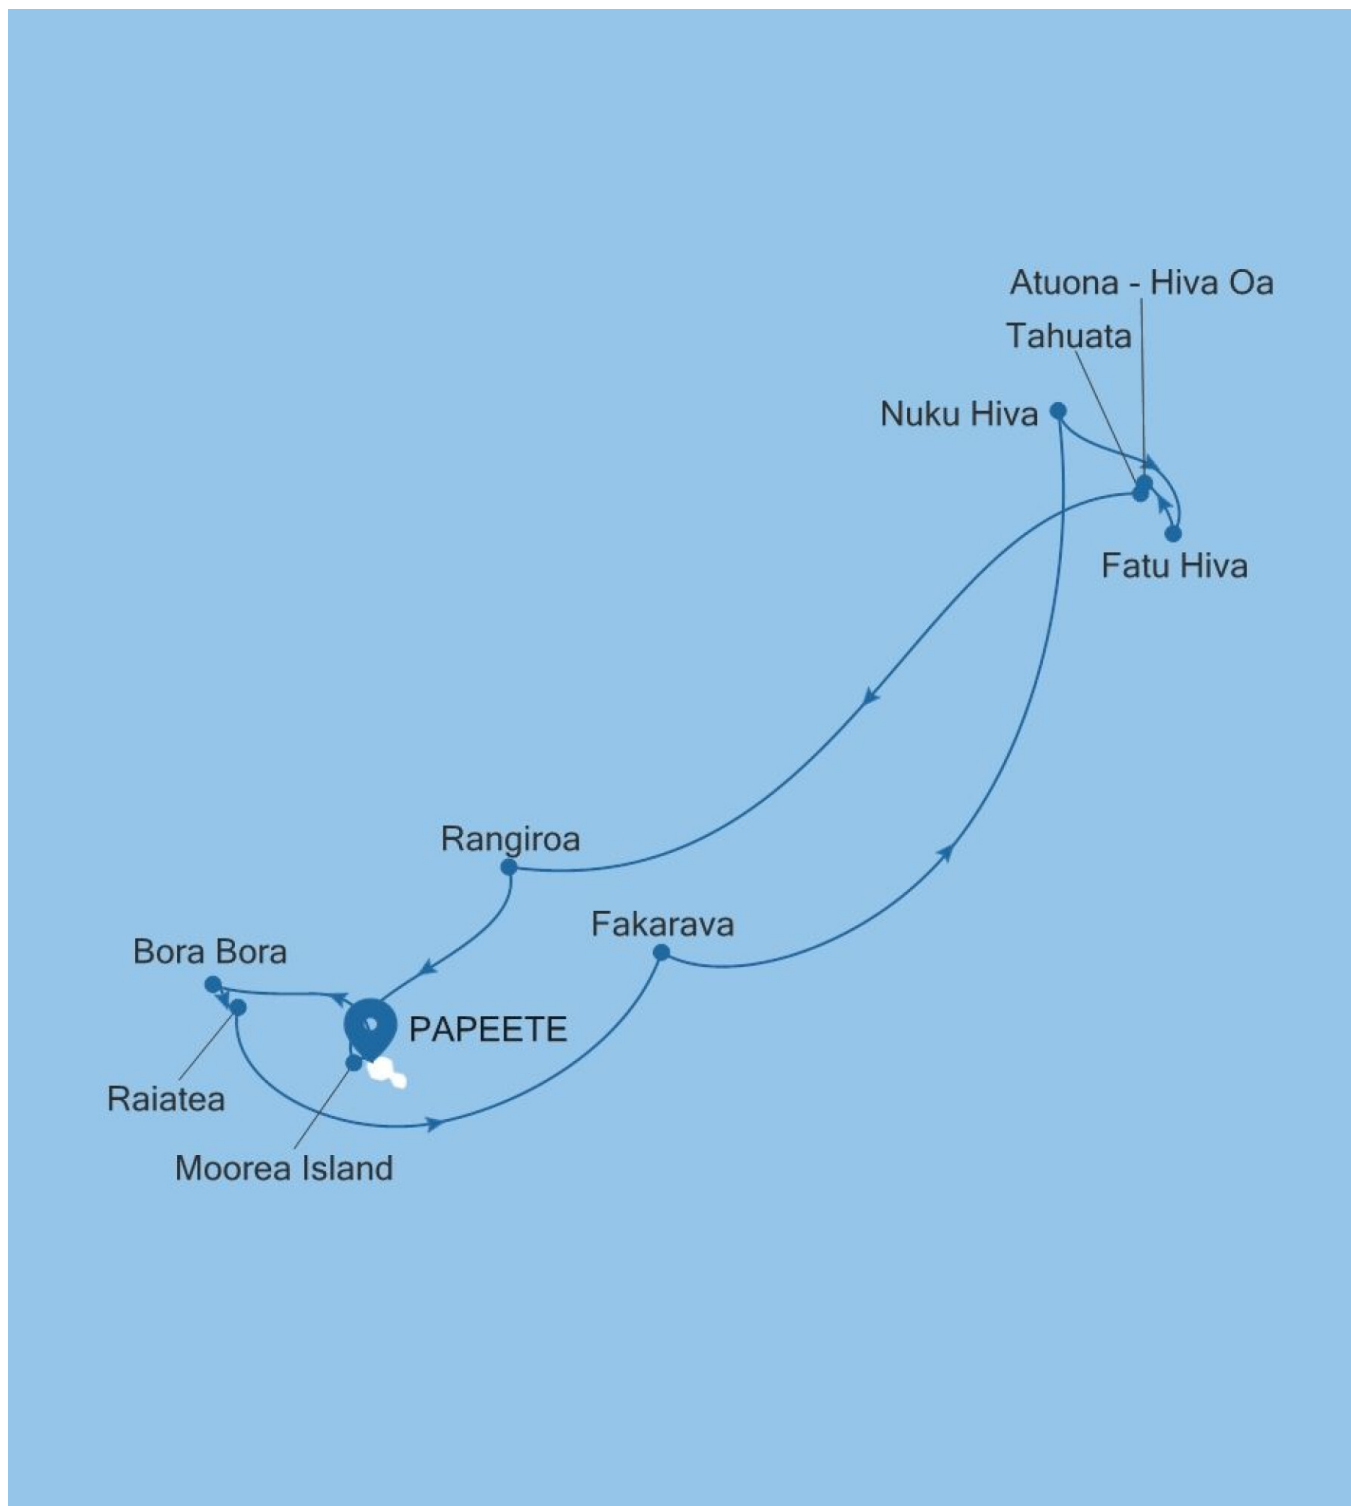 Atuona - Hiva Oa
Tahuata
Nuku Hiva
Fatu Hiva
Rangiroa
Fakarava
Bora Bora
PAPEETE
Raiatea
Moorea Island